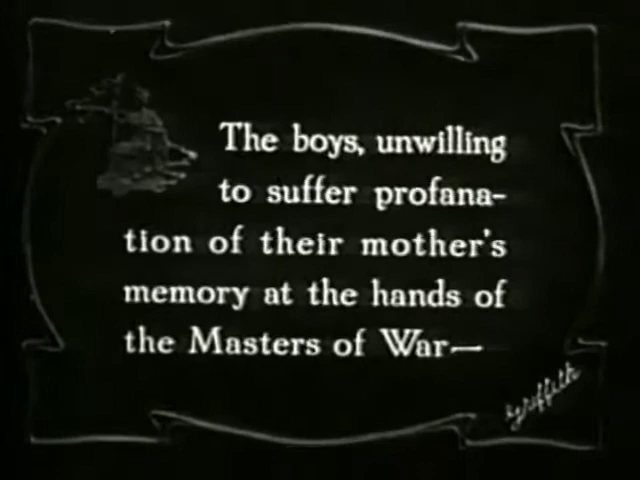 The boys, unwilling
to suffer profana-
tion of their mother's
memory at the hands of
the Masters of War—
Griffith